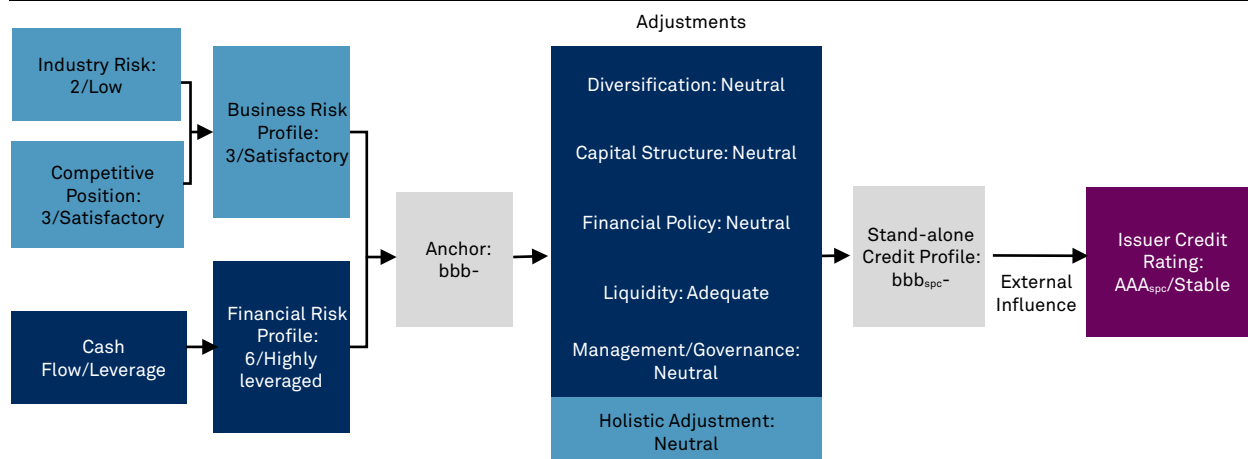 Adjustments
Industry Risk:
2/Low
Competitive
Position:
3/Satisfactory
Business Risk
Profile:
3/Satisfactory
Cash
Flow/Leverage
Financial Risk
Profile:
6/Highly
leveraged
Anchor:
bbb-
Diversification: Neutral
Capital Structure: Neutral
Financial Policy: Neutral
Liquidity: Adequate
Management/Governance:
Neutral
Holistic Adjustment:
Neutral
Stand-alone
Credit Profile:
bbbspc-
External
Influence
Issuer Credit
Rating:
AAAspc/Stable